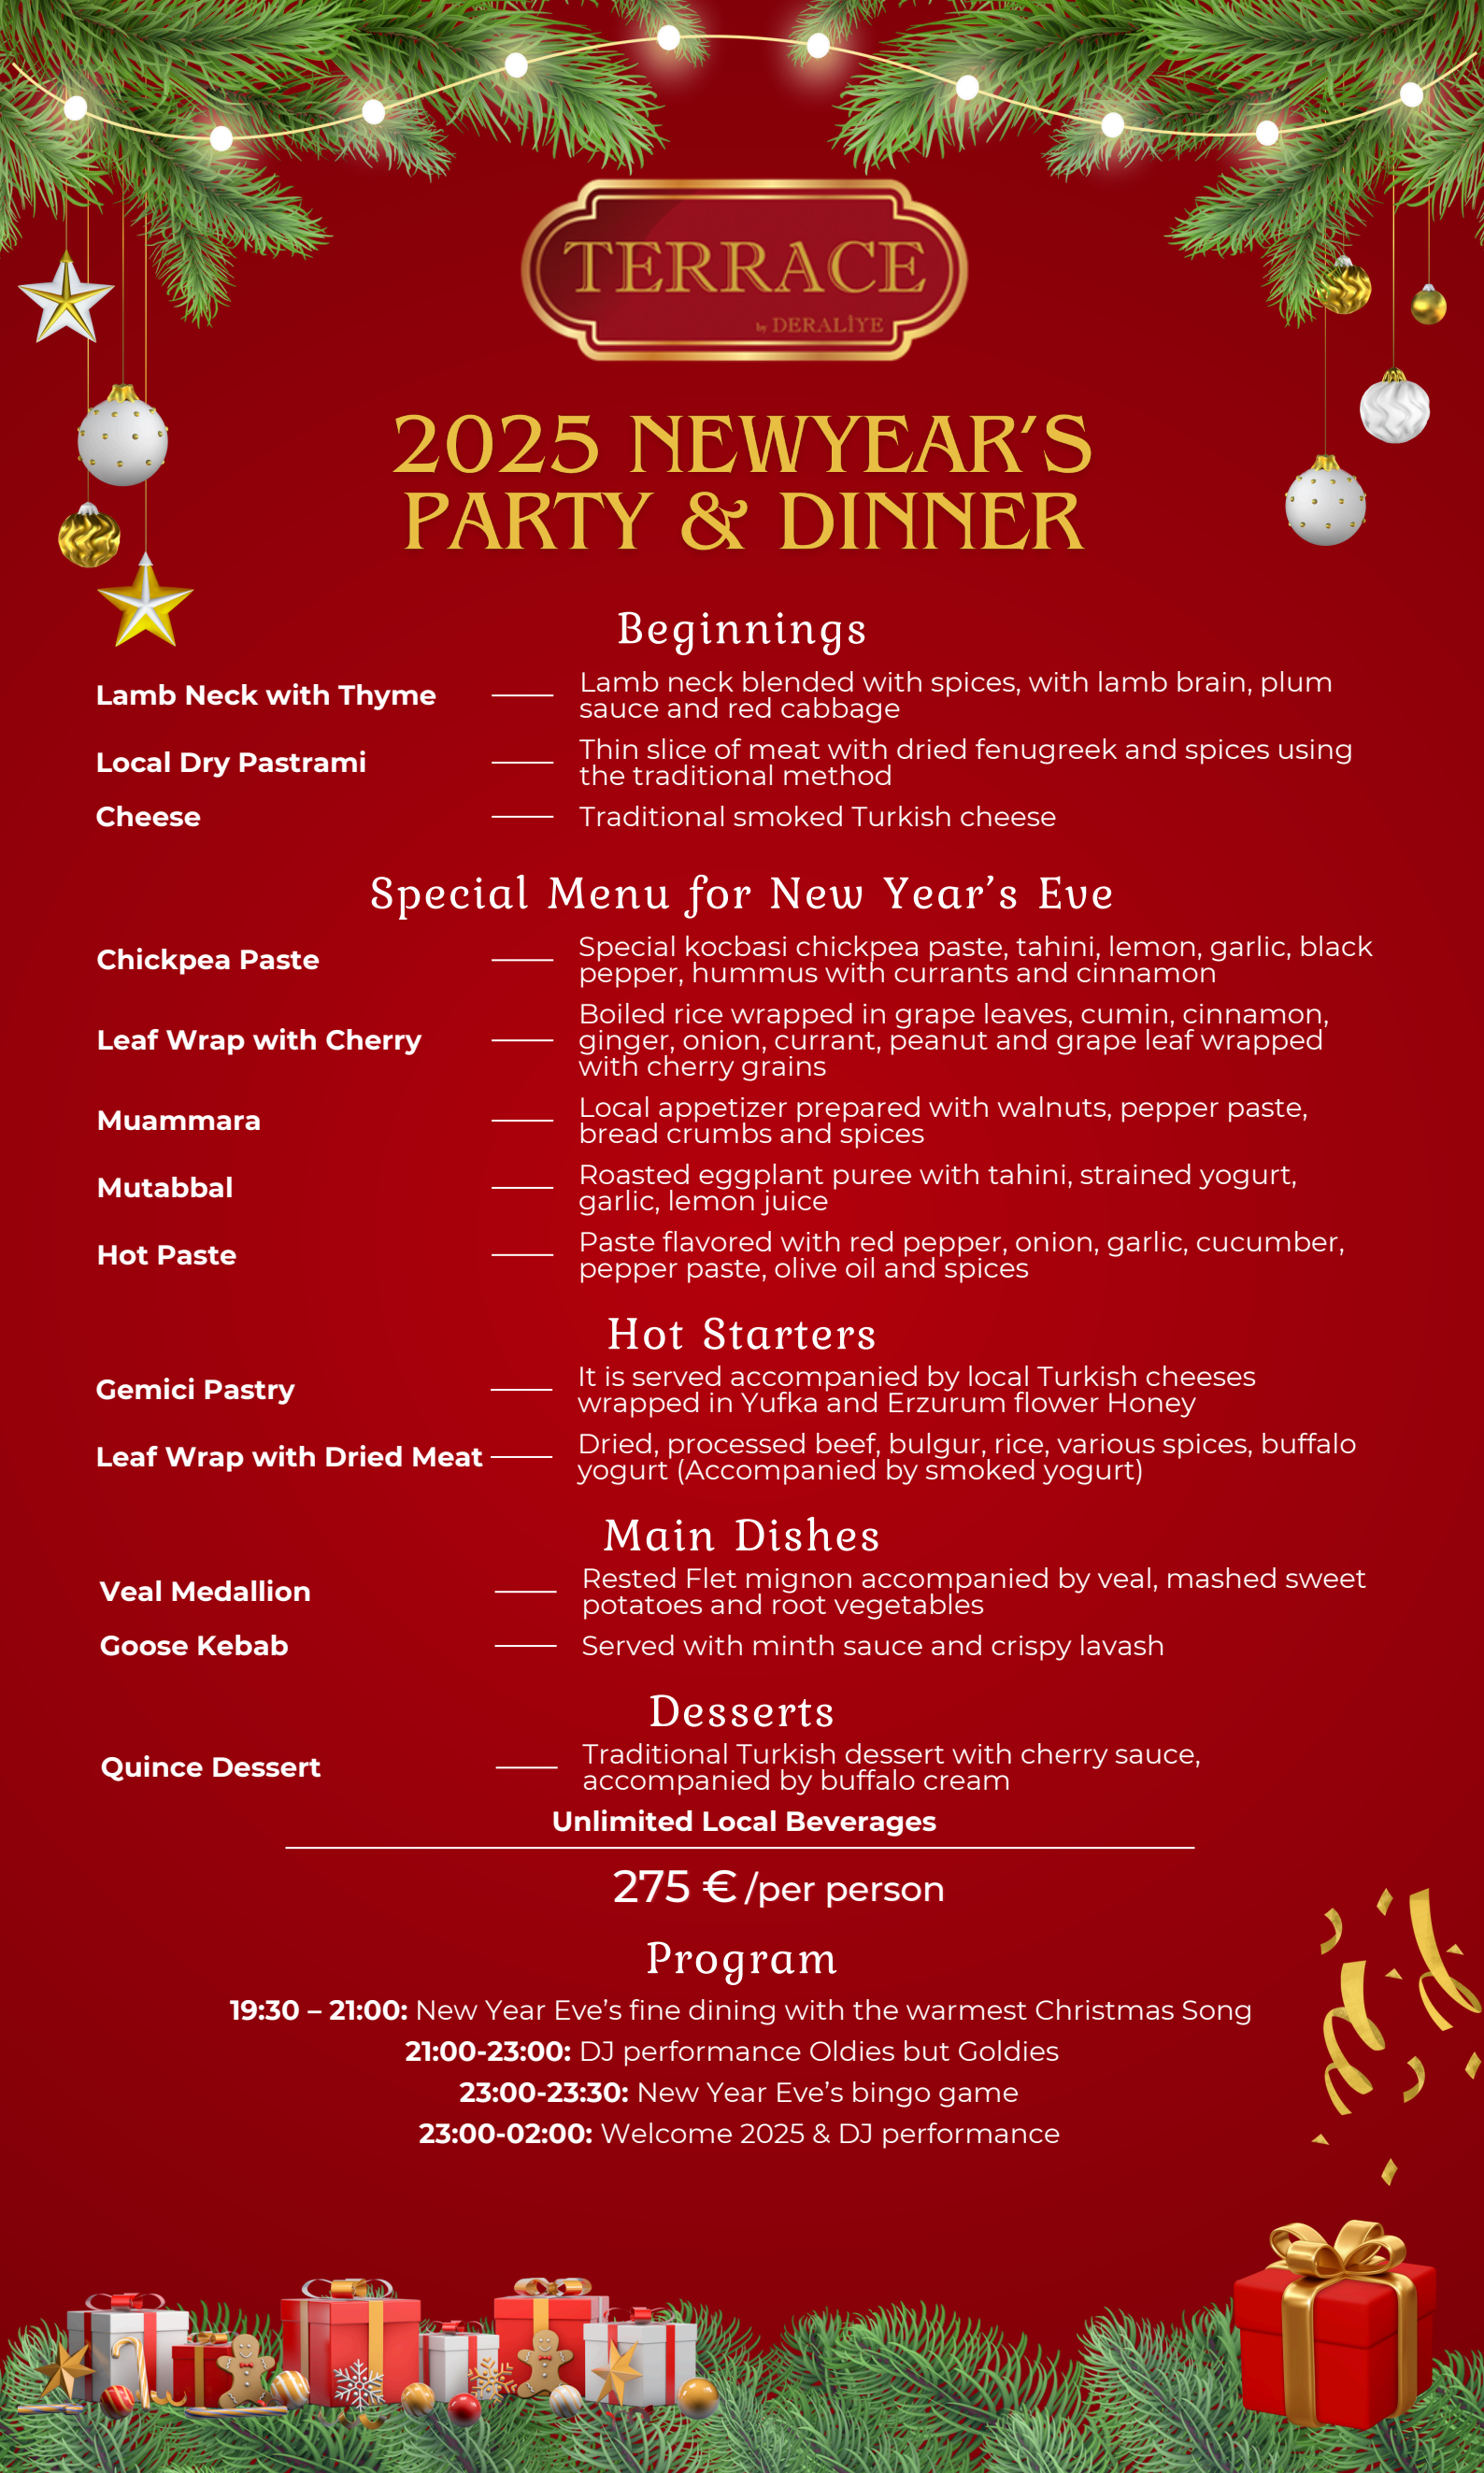 TERRACE
by DERALİYE
2025 NEWYEAR'S
PARTY & DINNER
Beginnings
Lamb Neck with Thyme
Lamb neck blended with spices, with lamb brain, plum
sauce and red cabbage
Local Dry Pastrami
Thin slice of meat with dried fenugreek and spices using
the traditional method
Cheese
Traditional smoked Turkish cheese
Special Menu for New Year's Eve
Chickpea Paste
Special kocbasi chickpea paste, tahini, lemon, garlic, black
pepper, hummus with currants and cinnamon
Leaf Wrap with Cherry
Boiled rice wrapped in grape leaves, cumin, cinnamon,
ginger, onion, currant, peanut and grape leaf wrapped
with cherry grains
Muammara
Local appetizer prepared with walnuts, pepper paste,
bread crumbs and spices
Mutabbal
Roasted eggplant puree with tahini, strained yogurt,
garlic, lemon juice
Hot Paste
Paste flavored with red pepper, onion, garlic, cucumber,
pepper paste, olive oil and spices
Hot Starters
Gemici Pastry
It is served accompanied by local Turkish cheeses
wrapped in Yufka and Erzurum flower Honey
Leaf Wrap with Dried Meat
Dried, processed beef, bulgur, rice, various spices, buffalo
yogurt (Accompanied by smoked yogurt)
Main Dishes
Veal Medallion
Rested Flet mignon accompanied by veal, mashed sweet
potatoes and root vegetables
Goose Kebab
Served with minth sauce and crispy lavash
Desserts
Quince Dessert
Traditional Turkish dessert with cherry sauce,
accompanied by buffalo cream
Unlimited Local Beverages
275 €/per person
Program
19:30 – 21:00: New Year Eve's fine dining with the warmest Christmas Song
21:00-23:00: DJ performance Oldies but Goldies
23:00-23:30: New Year Eve's bingo game
23:00-02:00: Welcome 2025 & DJ performance